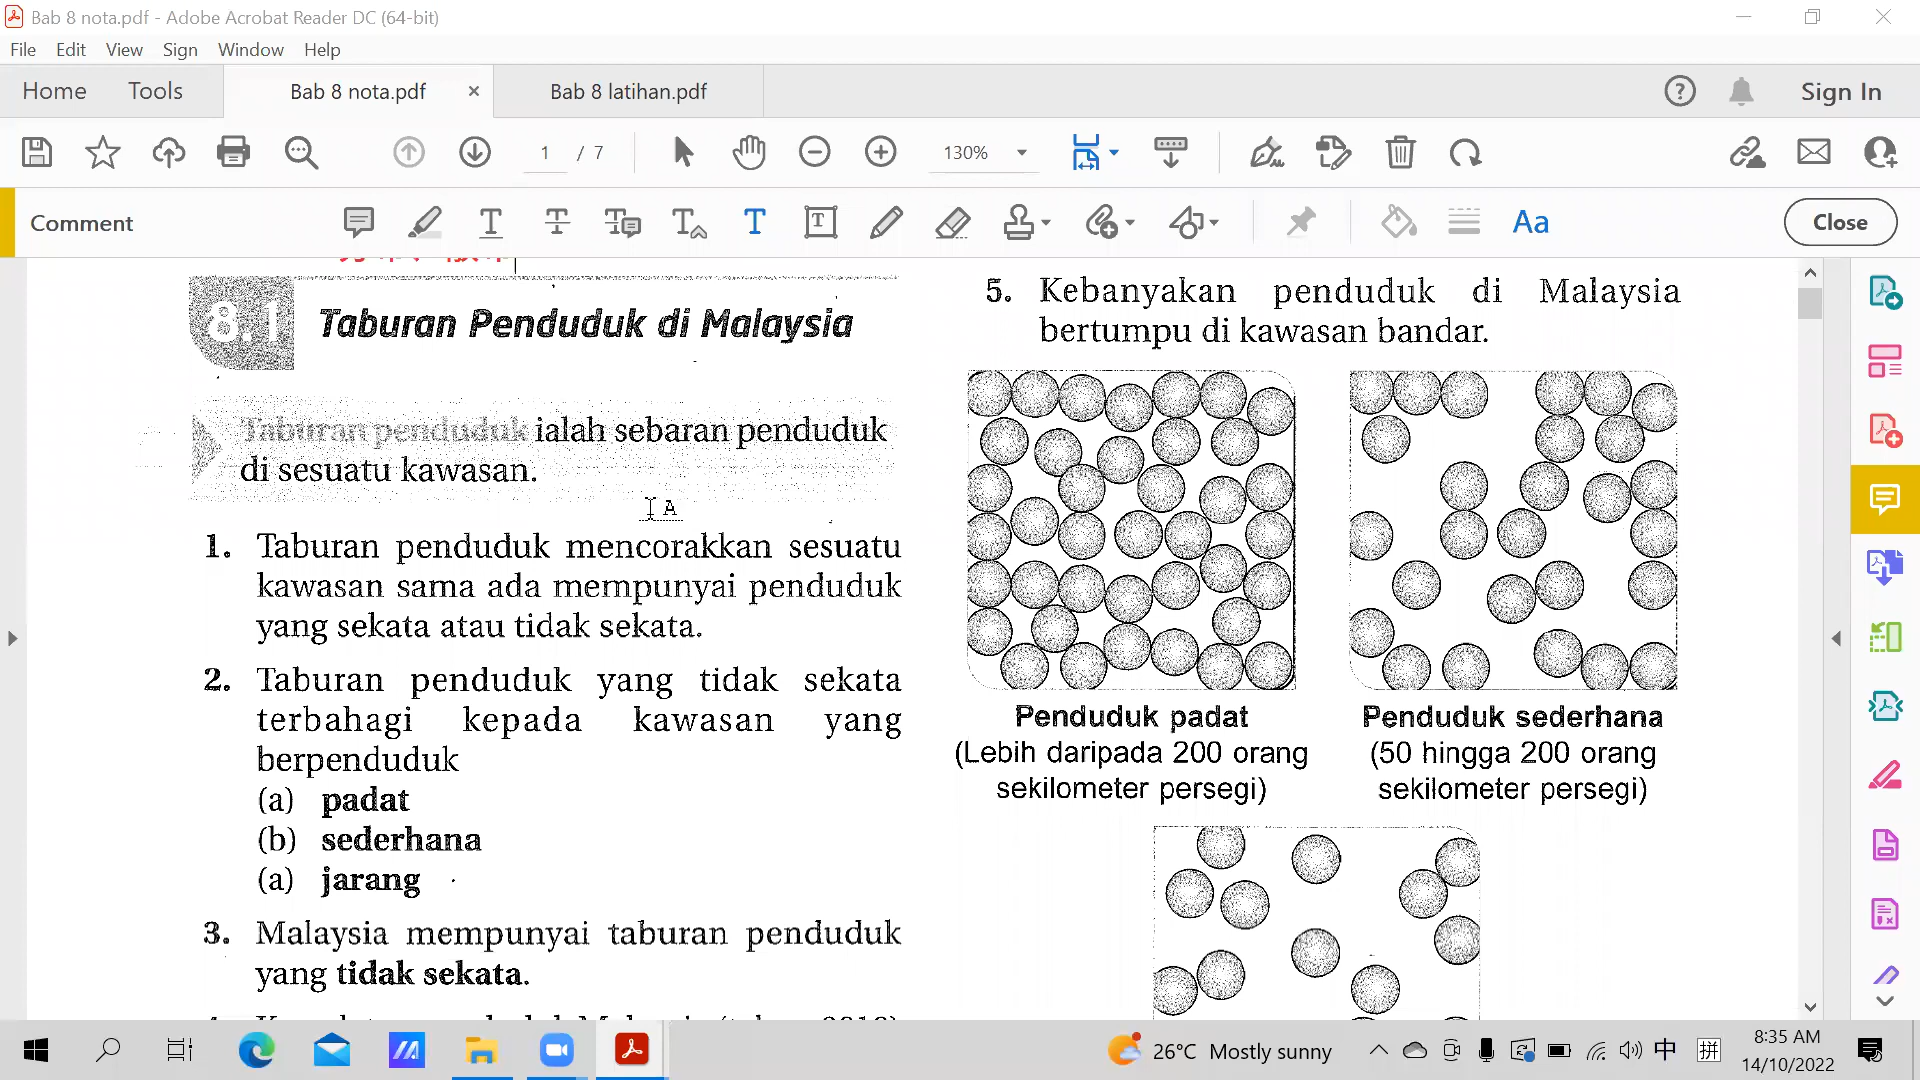 Bab 8 nota.pdf - Adobe Acrobat Reader DC (64-bit)
File Edit View Sign Window Help
Home Tools Bab 8 nota.pdf × Bab 8 latihan.pdf Sign In
1 / 7 130%
Comment Close
8.1 Taburan Penduduk di Malaysia
Taburan penduduk ialah sebaran penduduk
di sesuatu kawasan.
1. Taburan penduduk mencorakkan sesuatu
kawasan sama ada mempunyai penduduk
yang sekata atau tidak sekata.
2. Taburan penduduk yang tidak sekata
terbahagi kepada kawasan yang
berpenduduk
(a) padat
(b) sederhana
(a) jarang
3. Malaysia mempunyai taburan penduduk
yang tidak sekata.
5. Kebanyakan penduduk di Malaysia
bertumpu di kawasan bandar.
Penduduk padat
(Lebih daripada 200 orang
sekilometer persegi)
Penduduk sederhana
(50 hingga 200 orang
sekilometer persegi)
26°C Mostly sunny
中
拼
8:35 AM
14/10/2022